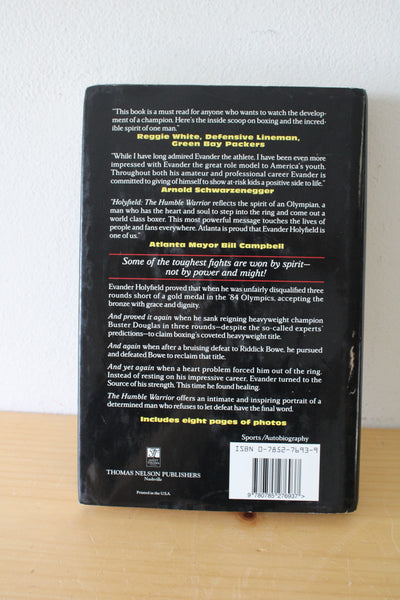 "This book is a must read for anyone who wants to watch the develop-
ment of a champion. Here's the inside scoop on boxing and the incred-
ible spirit of one man."
Reggie White, Defensive Lineman,
Green Bay Packers
"While I have long admired Evander the athlete, I have been even more
impressed with Evander the great role model to America's youth.
Throughout both his amateur and professional career Evander is
committed to giving of himself to show at-risk kids a positive side to life."
Arnold Schwarzenegger
"Holyfield: The Humble Warrior reflects the spirit of an Olympian, a
man who has the heart and soul to step into the ring and come out a
world class boxer. This most powerful message touches the lives of
people and fans everywhere. Atlanta is proud that Evander Holyfield is
one of us."
Atlanta Mayor Bill Campbell
Some of the toughest fights are won by spirit—
not by power and might!
Evander Holyfield proved that when he was unfairly disqualified three
rounds short of a gold medal in the '84 Olympics, accepting the
bronze with grace and dignity.
And proved it again when he sank reigning heavyweight champion
Buster Douglas in three rounds—despite the so-called experts'
predictions—to claim boxing's coveted heavyweight title.
And again when after a bruising defeat to Riddick Bowe, he pursued
and defeated Bowe to reclaim that title.
And yet again when a heart problem forced him out of the ring.
Instead of resting on his impressive career, Evander turned to the
Source of his strength. This time he found healing.
The Humble Warrior offers an intimate and inspiring portrait of a
determined man who refuses to let defeat have the final word.
Includes eight pages of photos
Sports/Autobiography
ISBN 0-7852-7693-9
9 780785 276937 >
THOMAS NELSON PUBLISHERS
Nashville
Printed in the U.S.A.